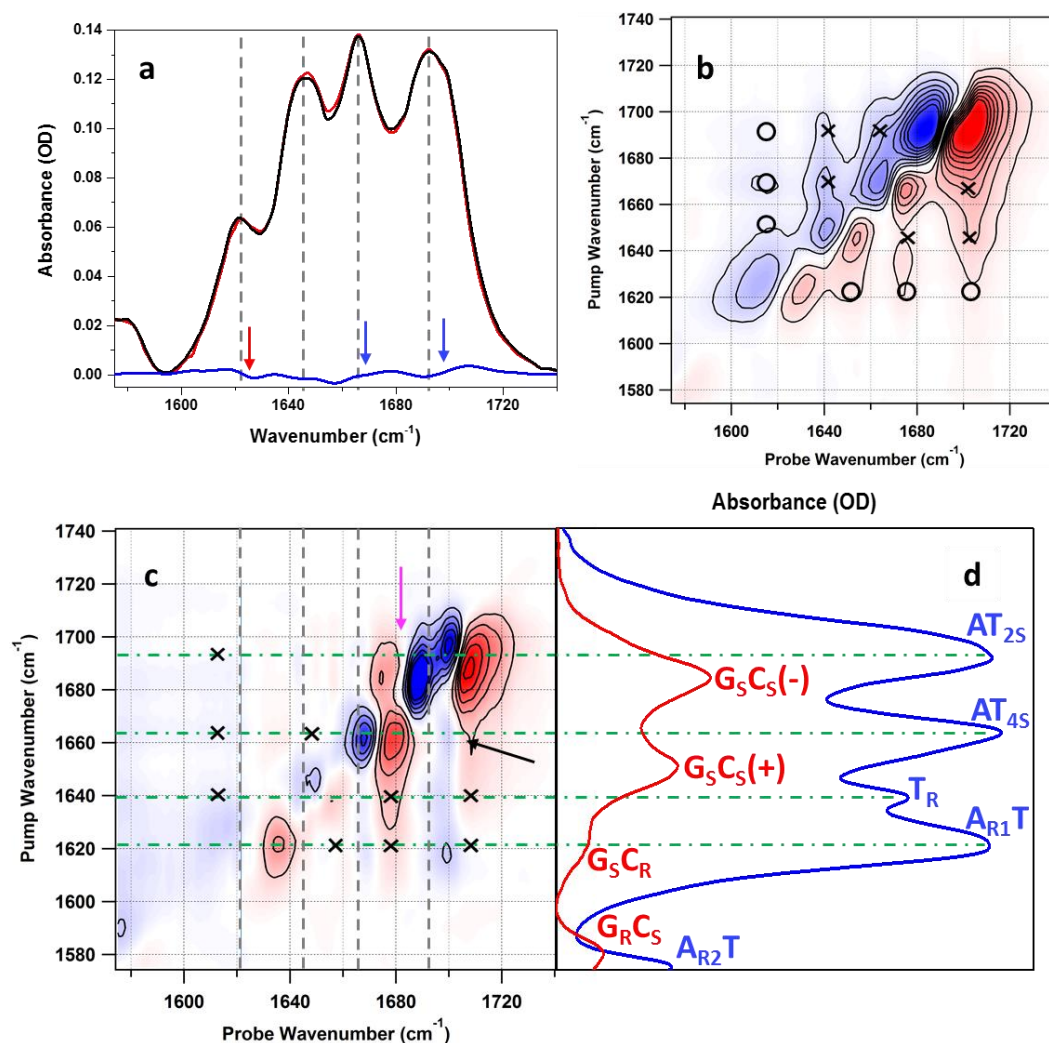 a
0.14
0.12
0.10
0.08
0.06
0.04
0.02
0.00
Absorbance (OD)
1600
1640
1680
1720
Wavenumber (cm-1)
b
1740
1720
1700
1680
1660
1640
1620
1600
1580
Pump Wavenumber (cm-1)
1600
1640
1680
1720
Probe Wavenumber (cm-1)
c
1740
1720
1700
1680
1660
1640
1620
1600
1580
Pump Wavenumber (cm-1)
1600
1640
1680
1720
Probe Wavenumber (cm-1)
Absorbance (OD)
d
AT2S
GSCS(-)
AT4S
GSCS(+)
TR
AR1T
GSCR
GRCS
AR2T